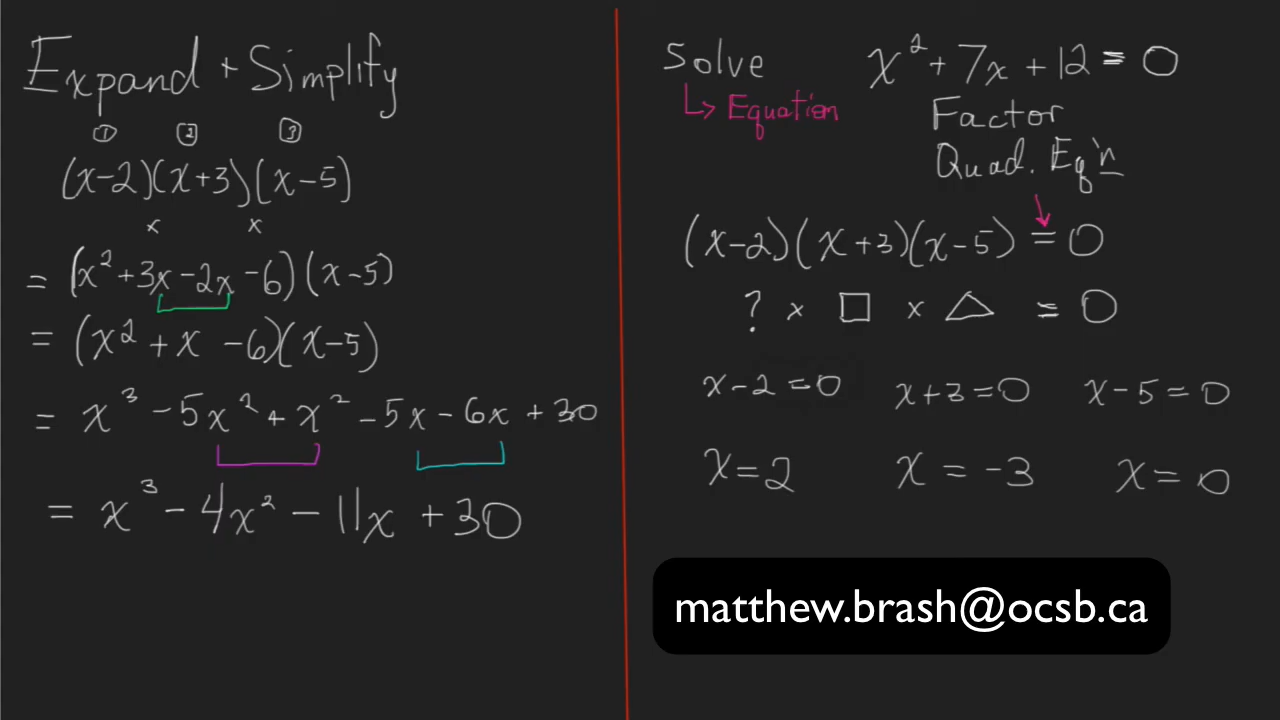 Expand + Simplify
① ② ③
(x-2)(x+3)(x-5)
x x
= (x² + 3x - 2x - 6)(x-5)
= (x² + x - 6)(x-5)
= x³ - 5x² + x² - 5x - 6x + 30
= x³ - 4x² - 11x + 30
Solve x² + 7x + 12 = 0
↳ Equation
Factor
Quad. Eq'n
(x-2)(x+3)(x-5) = 0
? × □ × △ = 0
x-2=0 x+3=0 x-5=0
x=2 x=-3 x=0
matthew.brash@ocsb.ca